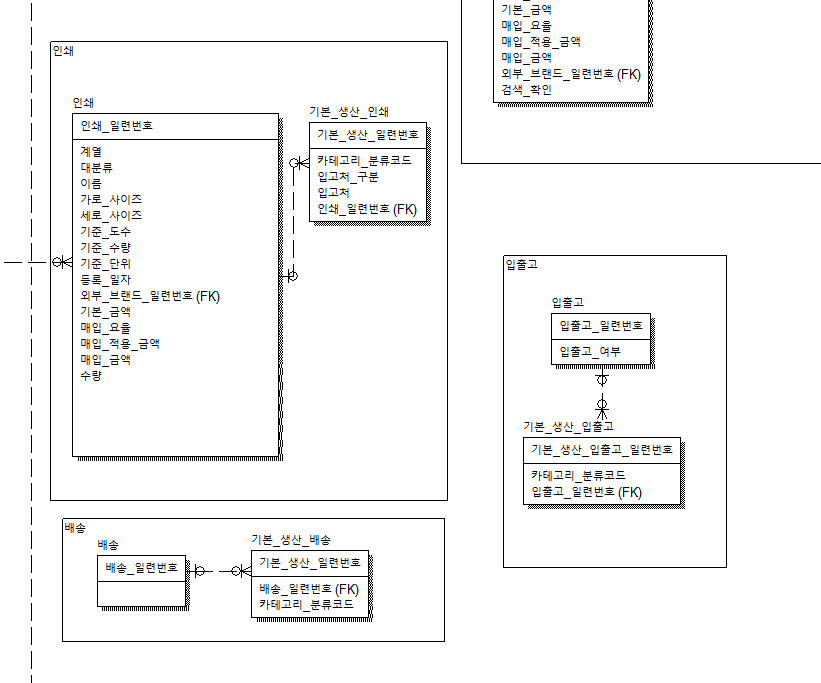 기본_금액
매입_요율
매입_적용_금액
매입_금액
외부_브랜드_일련번호 (FK)
검색_확인
인쇄
인쇄
인쇄_일련번호
계열
대분류
이름
가로_사이즈
세로_사이즈
기준_도수
기준_수량
기준_단위
등록_일자
외부_브랜드_일련번호 (FK)
기본_금액
매입_요율
매입_적용_금액
매입_금액
수량
기본_생산_인쇄
기본_생산_일련번호
카테고리_분류코드
입고처_구분
입고처
인쇄_일련번호 (FK)
입출고
입출고
입출고_일련번호
입출고_여부
기본_생산_입출고
기본_생산_입출고_일련번호
카테고리_분류코드
입출고_일련번호 (FK)
배송
배송
배송_일련번호
기본_생산_배송
기본_생산_일련번호
배송_일련번호 (FK)
카테고리_분류코드